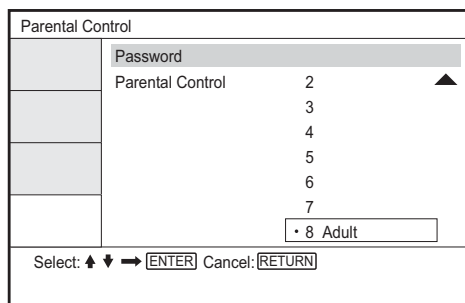 Parental Control
Password
Parental Control 2
3
4
5
6
7
• 8 Adult
Select: ↑ ↓ → ENTER Cancel: RETURN